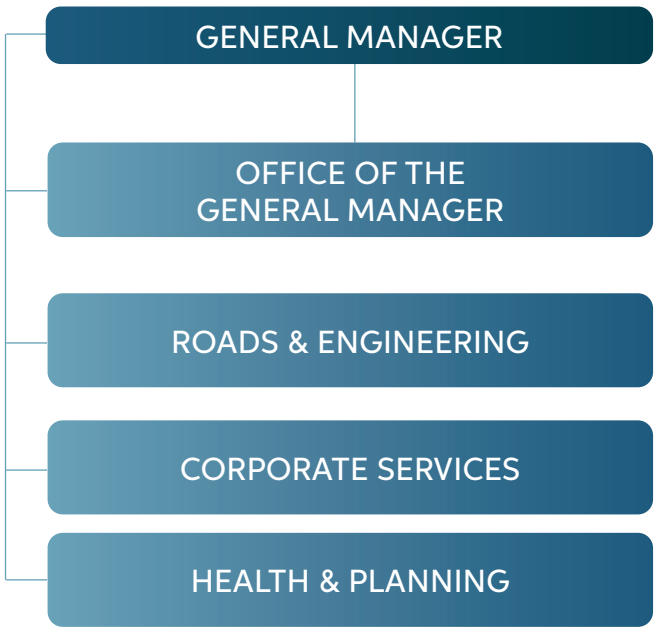 GENERAL MANAGER
OFFICE OF THE
GENERAL MANAGER
ROADS & ENGINEERING
CORPORATE SERVICES
HEALTH & PLANNING